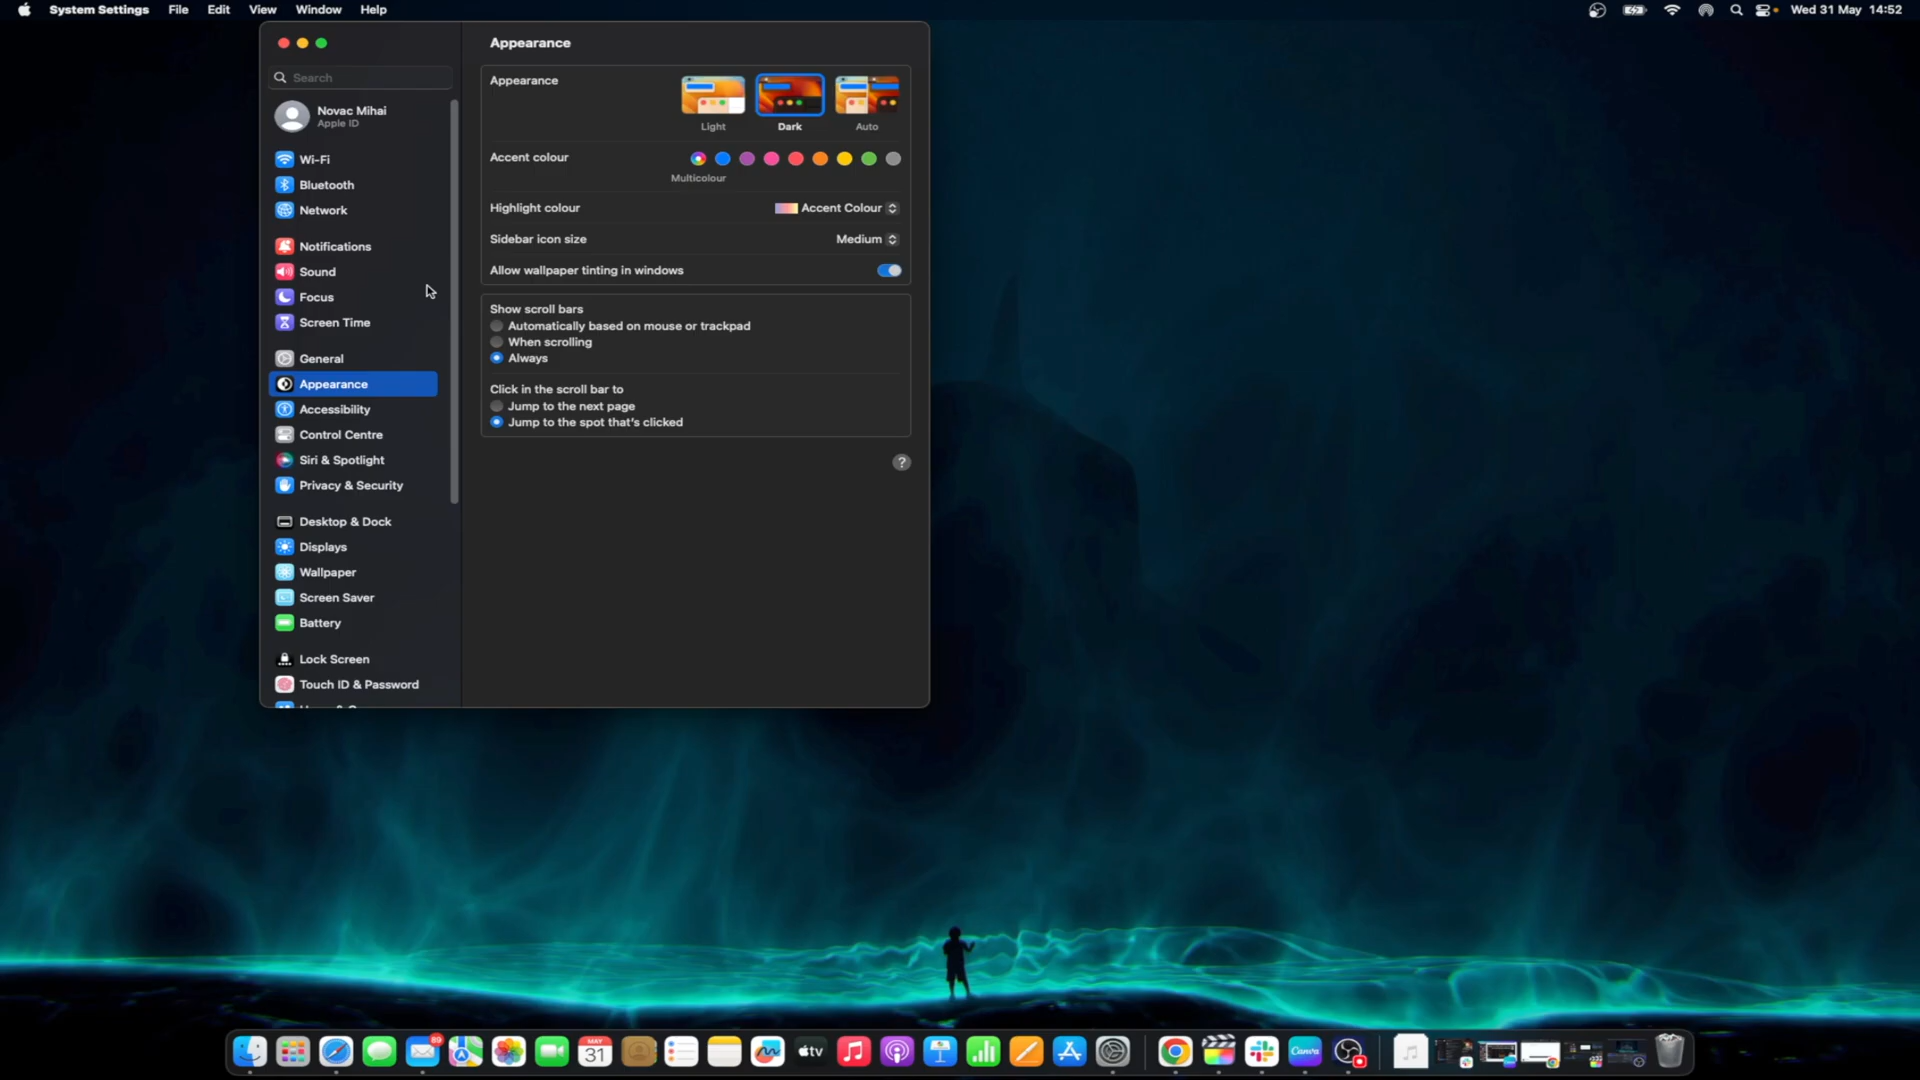 System Settings File Edit View Window Help Wed 31 May 14:52
Appearance
Search
Novac Mihai
Apple ID
Wi-Fi
Bluetooth
Network
Notifications
Sound
Focus
Screen Time
General
Appearance
Accessibility
Control Centre
Siri & Spotlight
Privacy & Security
Desktop & Dock
Displays
Wallpaper
Screen Saver
Battery
Lock Screen
Touch ID & Password
Appearance
Light Dark Auto
Accent colour
Multicolour
Highlight colour Accent Colour
Sidebar icon size Medium
Allow wallpaper tinting in windows
Show scroll bars
Automatically based on mouse or trackpad
When scrolling
Always
Click in the scroll bar to
Jump to the next page
Jump to the spot that's clicked
?
89
MAY
31
tv
Canva